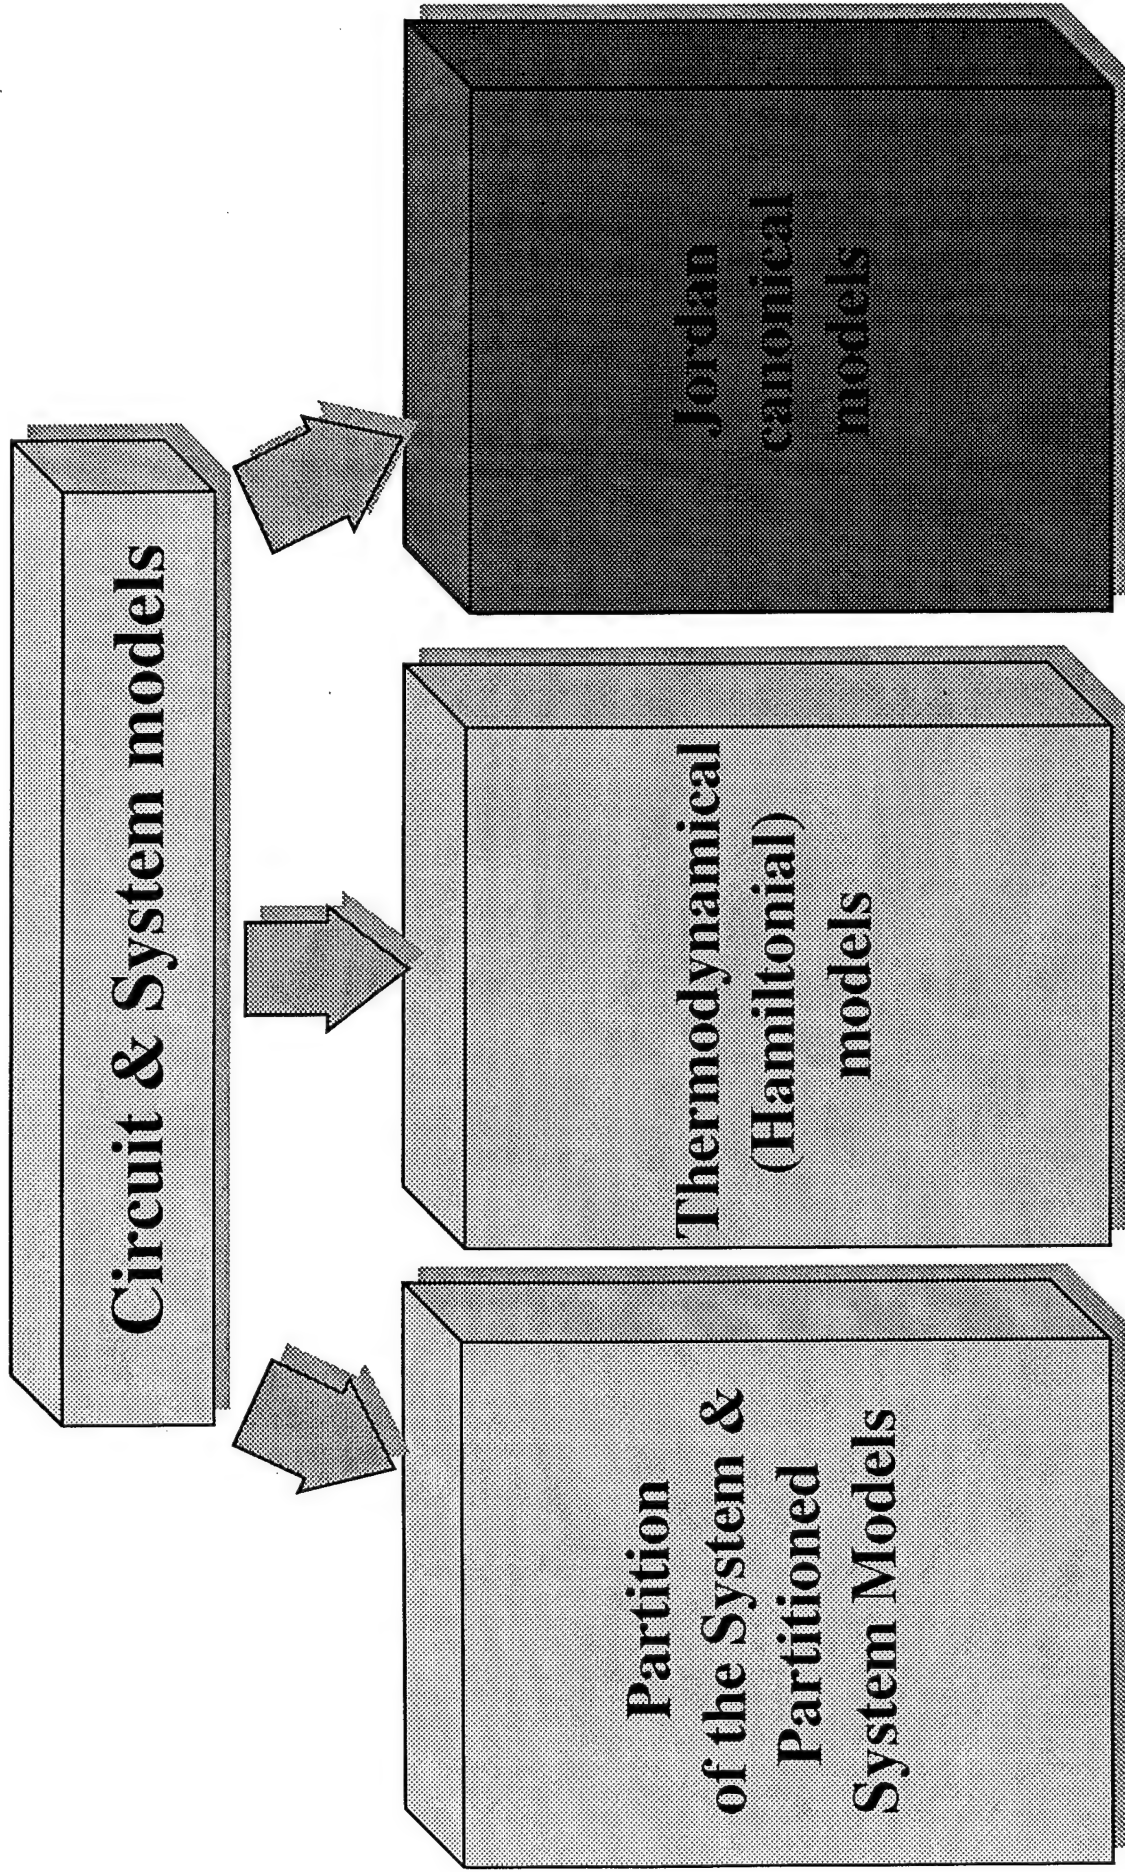 Circuit & System models
Partition
of the System &
Partitioned
System Models
Thermodynamical
(Hamiltonial)
models
Jordan
canonical
models